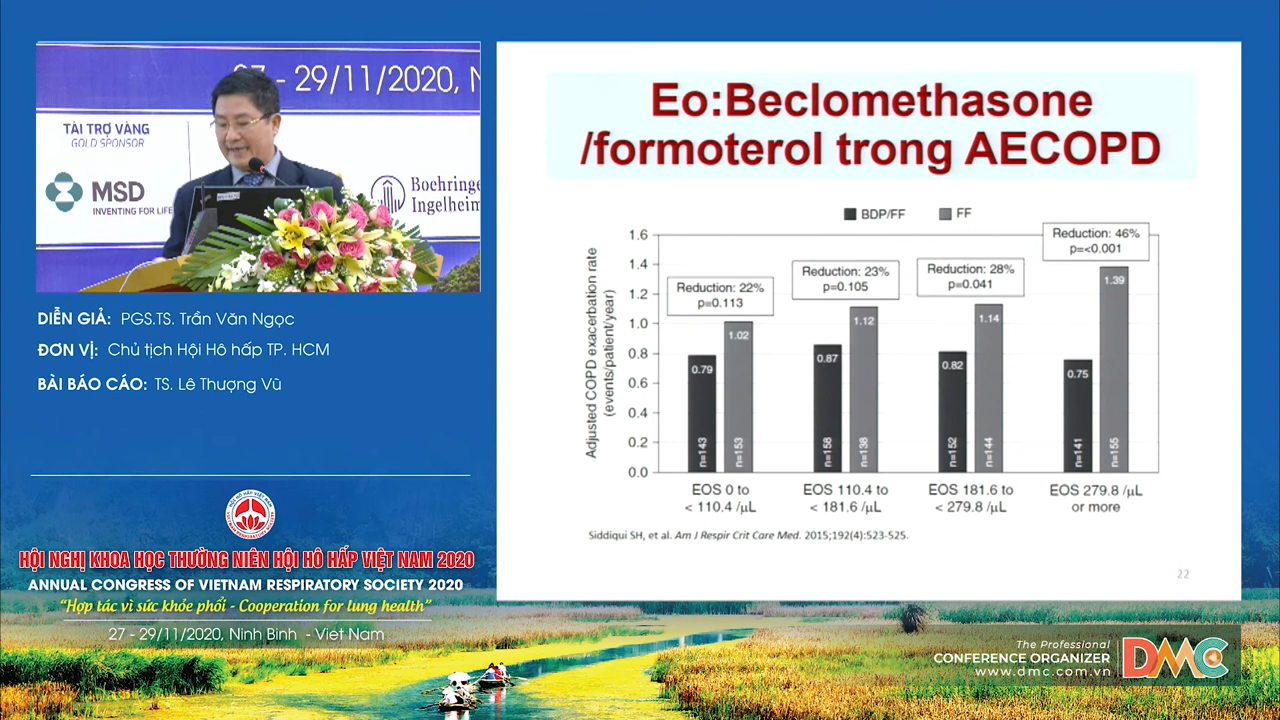 27 - 29/11/2020, N
TÀI TRỢ VÀNG
GOLD SPONSOR
MSD
INVENTING FOR LIFE
Boehringe
Ingelheim
DIỄN GIẢ: PGS.TS. Trần Văn Ngọc
ĐƠN VỊ: Chủ tịch Hội Hô hấp TP. HCM
BÀI BÁO CÁO: TS. Lê Thượng Vũ
HỘI NGHỊ KHOA HỌC THƯỜNG NIÊN HỘI HÔ HẤP VIỆT NAM 2020
ANNUAL CONGRESS OF VIETNAM RESPIRATORY SOCIETY 2020
“Hợp tác vì sức khỏe phổi - Cooperation for lung health”
27 - 29/11/2020, Ninh Binh - Viet Nam
Eo:Beclomethasone
/formoterol trong AECOPD
BDP/FF FF
Adjusted COPD exacerbation rate
(events/patient/year)
1.6
1.4
1.2
1.0
0.8
0.6
0.4
0.2
0.0
Reduction: 22%
p=0.113
Reduction: 23%
p=0.105
Reduction: 28%
p=0.041
Reduction: 46%
p=<0.001
0.79 1.02 0.87 1.12 0.82 1.14 0.75 1.39
n=143 n=153 n=158 n=138 n=152 n=144 n=141 n=155
EOS 0 to
< 110.4 /µL
EOS 110.4 to
< 181.6 /µL
EOS 181.6 to
< 279.8 /µL
EOS 279.8 /µL
or more
Siddiqui SH, et al. Am J Respir Crit Care Med. 2015;192(4):523-525.
22
The Professional
CONFERENCE ORGANIZER
www.dmc.com.vn
DMC